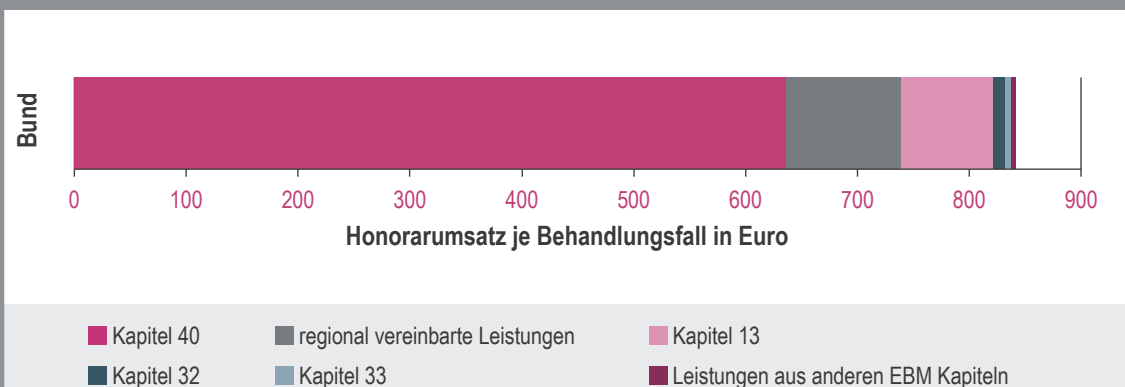 Bund
0 100 200 300 400 500 600 700 800 900
Honorarumsatz je Behandlungsfall in Euro
Kapitel 40 regional vereinbarte Leistungen Kapitel 13
Kapitel 32 Kapitel 33 Leistungen aus anderen EBM Kapiteln